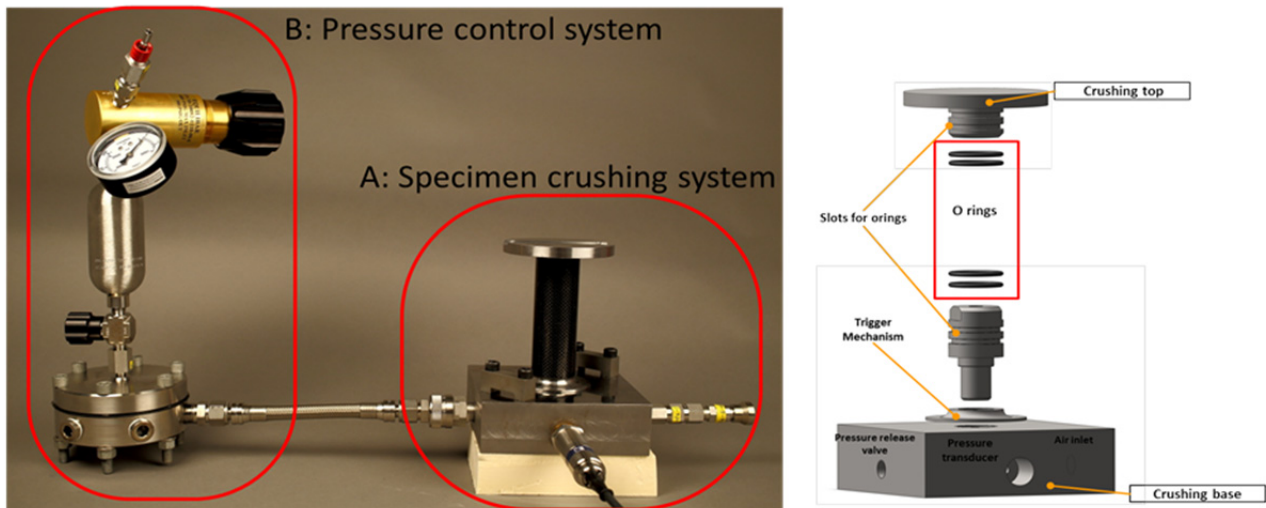 B: Pressure control system
A: Specimen crushing system
Crushing top
Slots for orings
O rings
Trigger
Mechanism
Pressure release
valve
Pressure
transducer
Air inlet
Crushing base